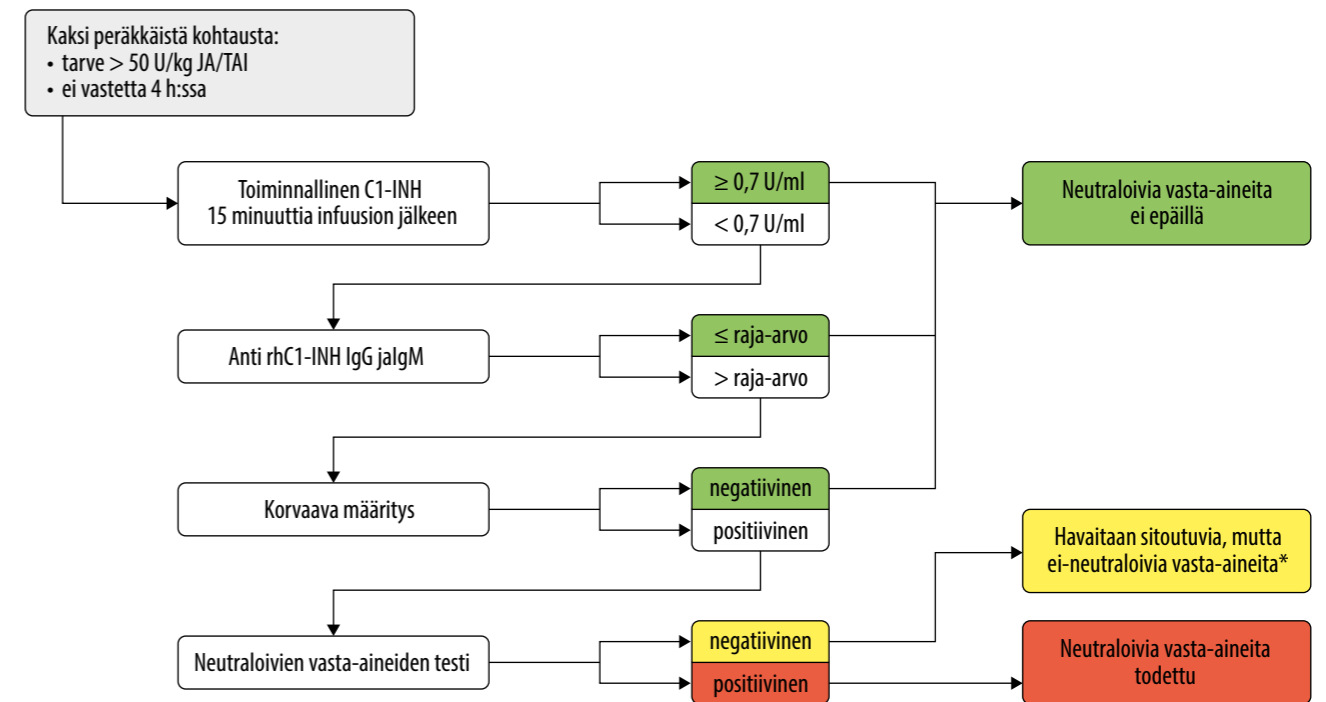 Kaksi peräkkäistä kohtausta:
• tarve > 50 U/kg JA/TAI
• ei vastetta 4 h:ssa
Toiminnallinen C1-INH
15 minuuttia infuusion jälkeen
≥ 0,7 U/ml
< 0,7 U/ml
Neutraloivia vasta-aineita
ei epäillä
Anti rhC1-INH IgG jaIgM
≤ raja-arvo
> raja-arvo
Korvaava määritys
negatiivinen
positiivinen
Havaitaan sitoutuvia, mutta
ei-neutraloivia vasta-aineita*
Neutraloivien vasta-aineiden testi
negatiivinen
positiivinen
Neutraloivia vasta-aineita
todettu